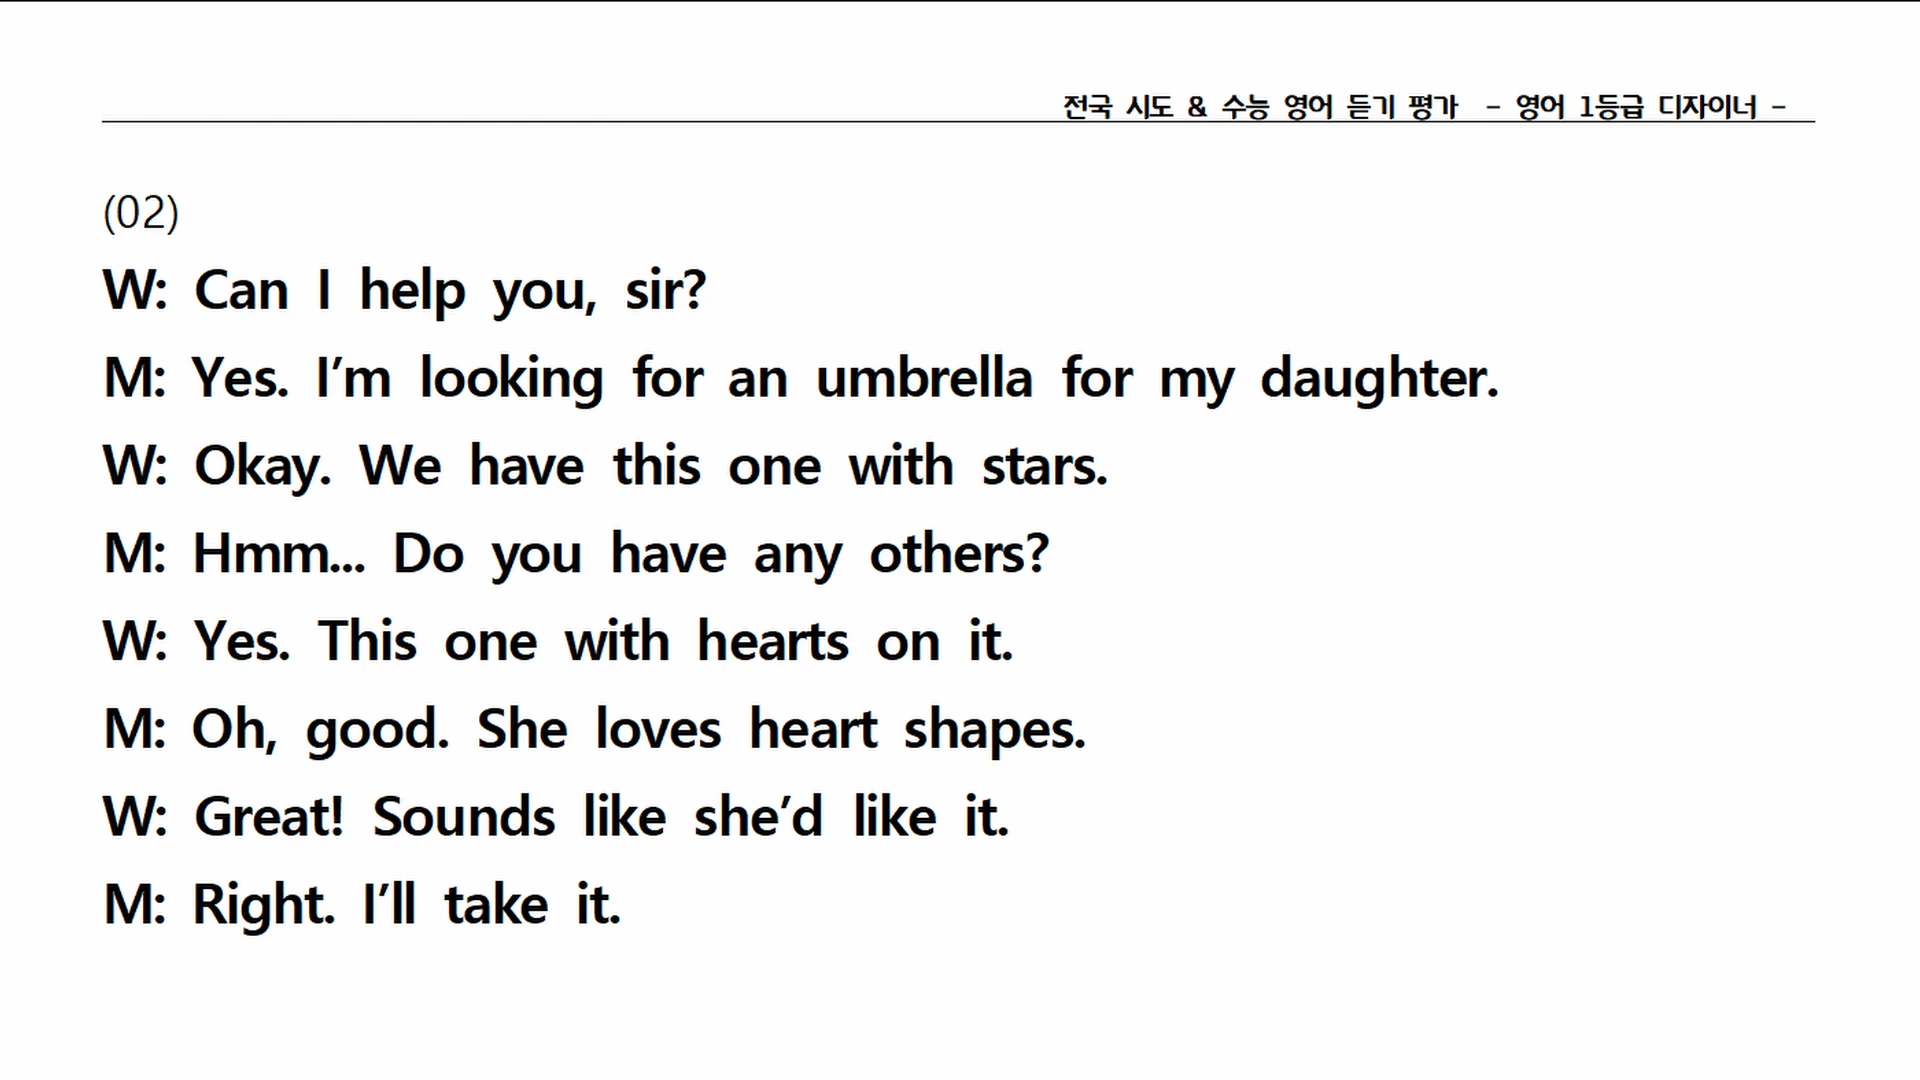 전국 시도 & 수능 영어 듣기 평가 - 영어 1등급 디자이너 -
(02)
W: Can I help you, sir?
M: Yes. I’m looking for an umbrella for my daughter.
W: Okay. We have this one with stars.
M: Hmm... Do you have any others?
W: Yes. This one with hearts on it.
M: Oh, good. She loves heart shapes.
W: Great! Sounds like she’d like it.
M: Right. I’ll take it.